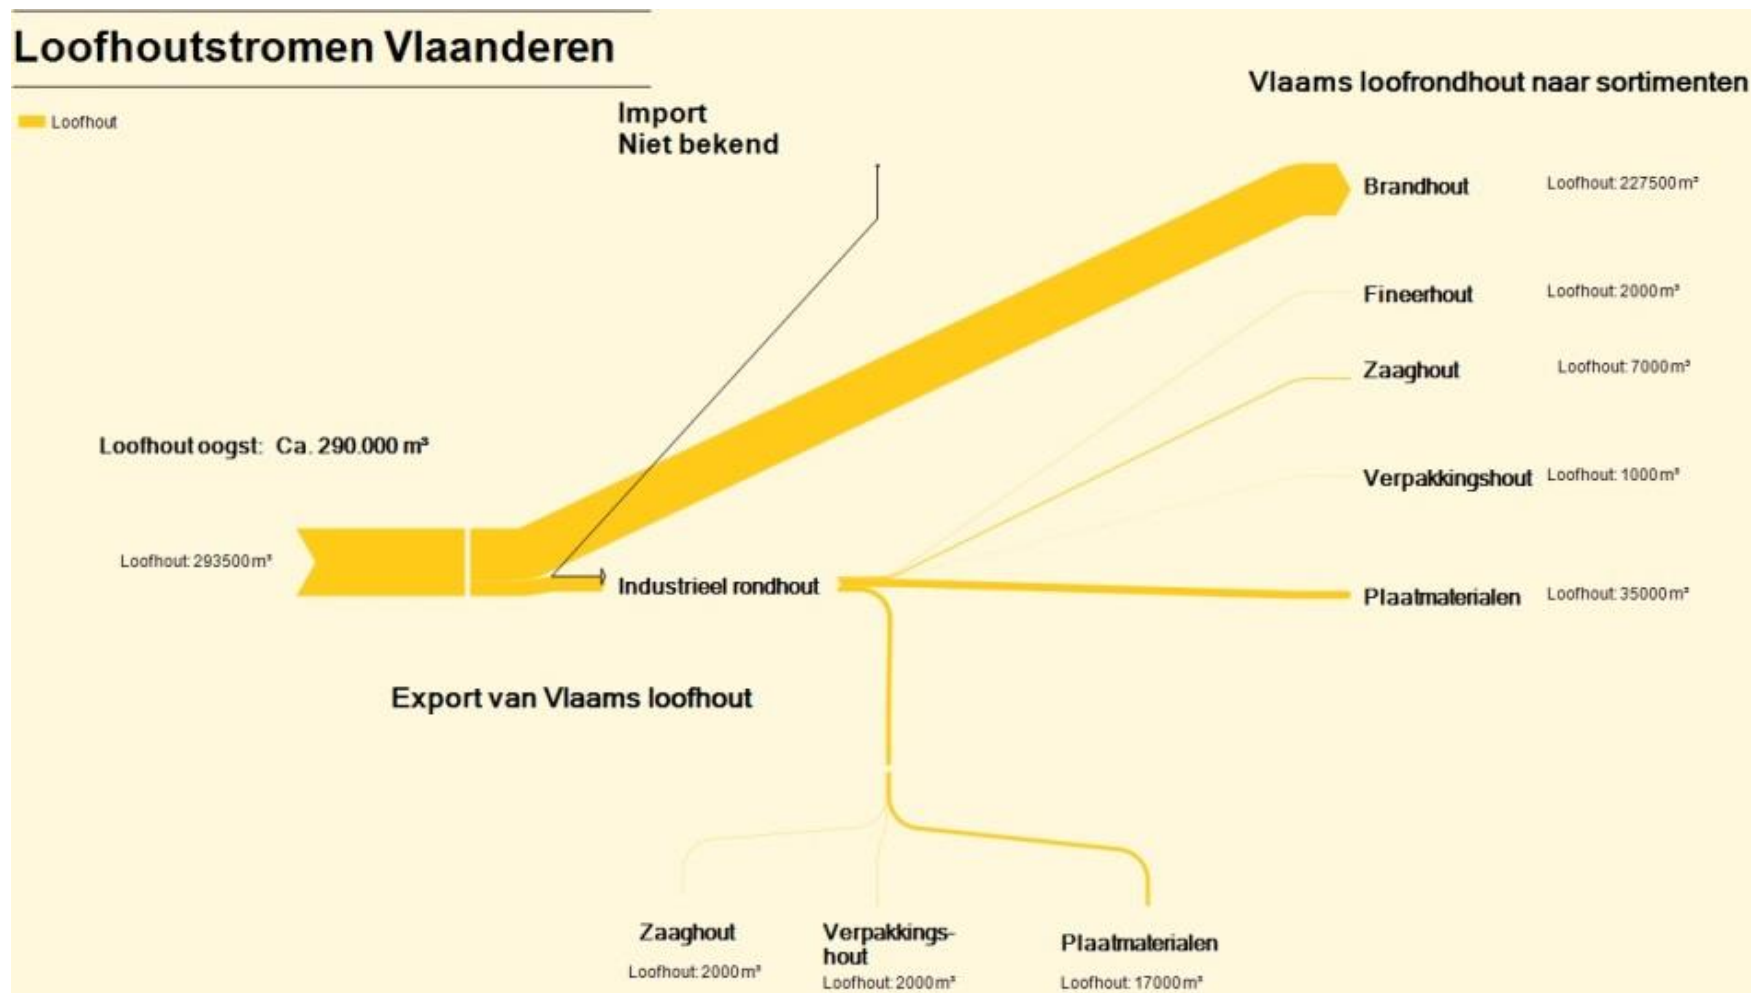 Loofhoutstromen Vlaanderen
Vlaams loofrondhout naar sortimenten
Loofhout
Import
Niet bekend
Brandhout Loofhout: 227500 m³
Fineerhout Loofhout: 2000 m³
Zaaghout Loofhout: 7000 m³
Loofhout oogst: Ca. 290.000 m³
Verpakkingshout Loofhout: 1000 m³
Loofhout: 293500 m³
Industrieel rondhout
Plaatmaterialen Loofhout: 35000 m³
Export van Vlaams loofhout
Zaaghout
Loofhout: 2000 m³
Verpakkings-
hout
Loofhout: 2000 m³
Plaatmaterialen
Loofhout: 17000 m³